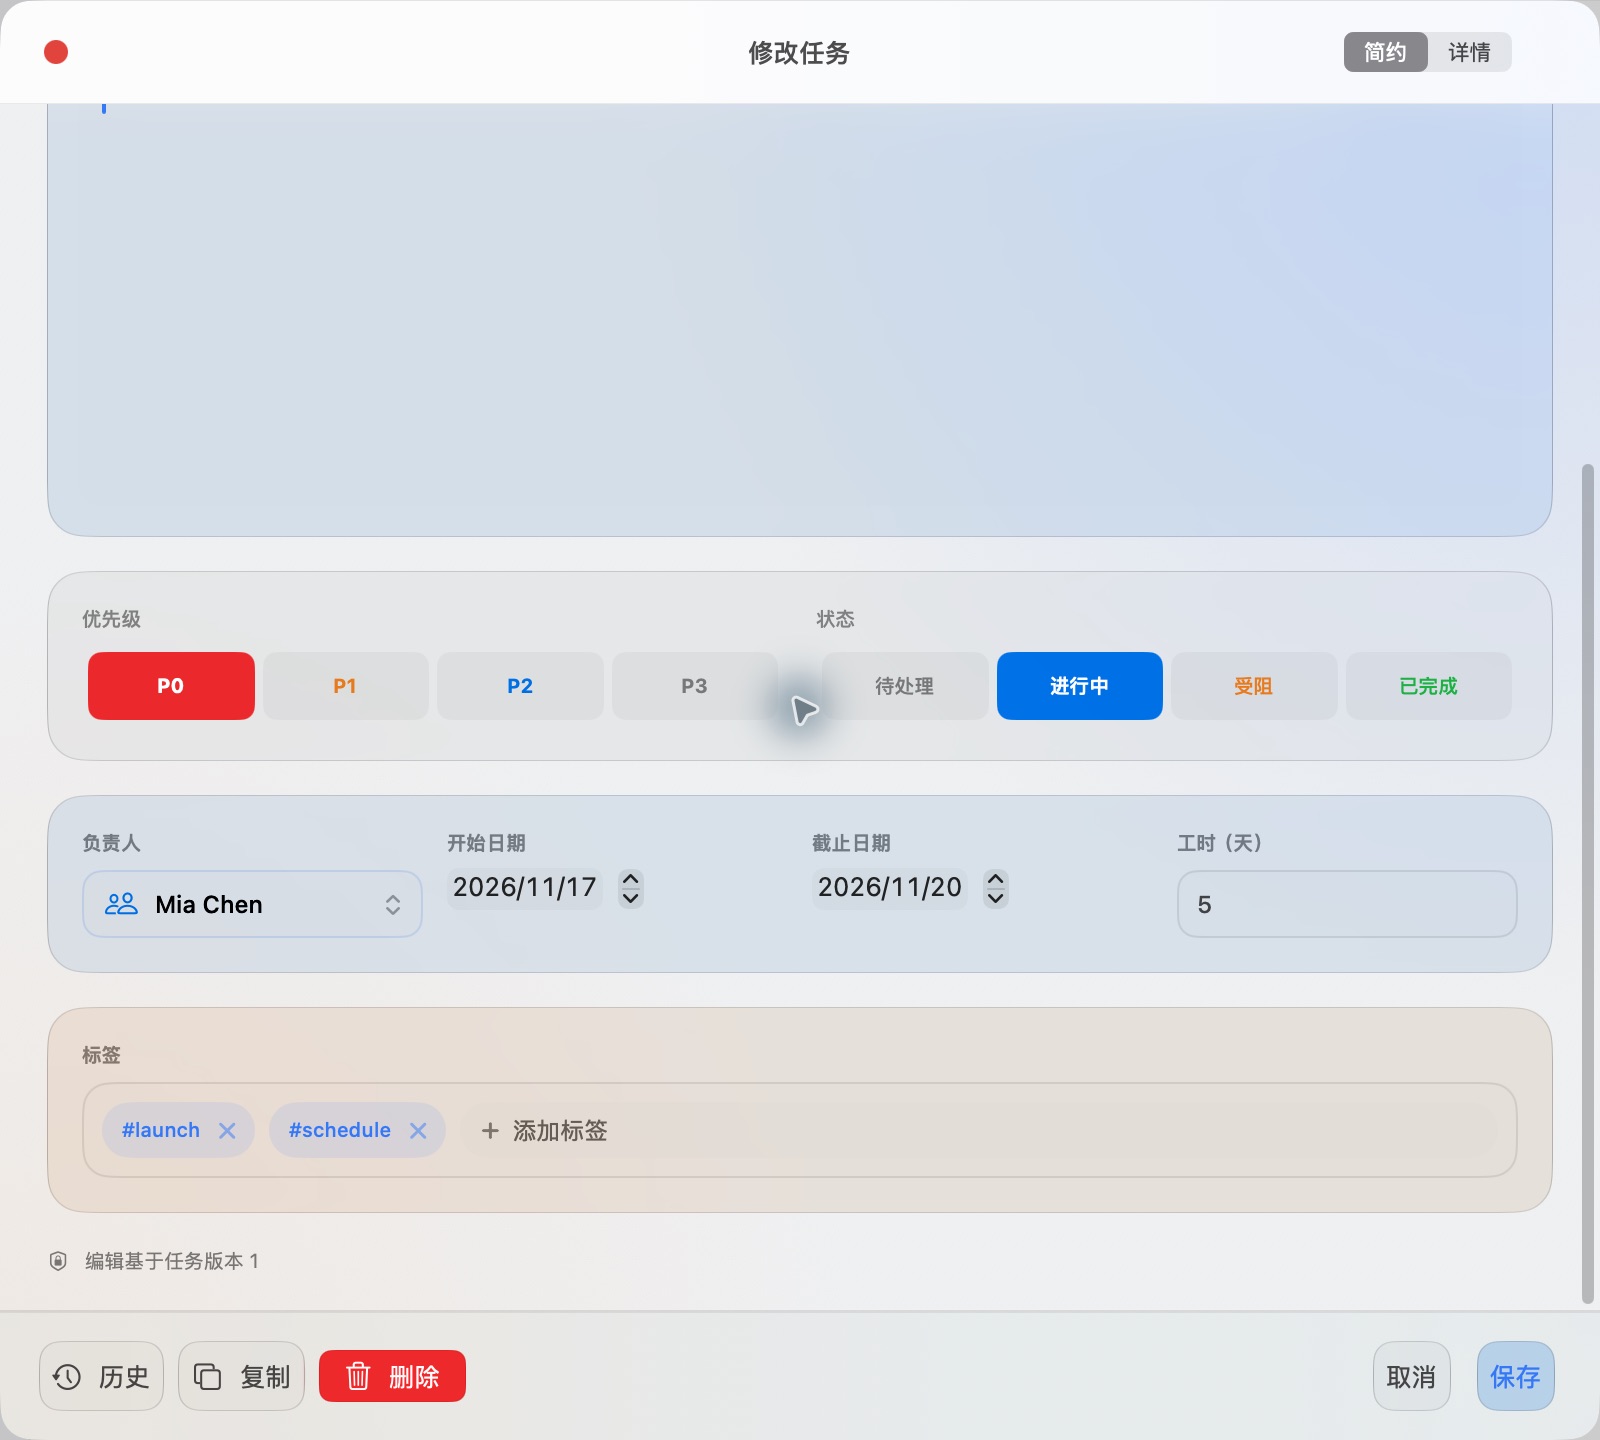 修改任务
简约 详情
优先级 状态
P0 P1 P2 P3 待处理 进行中 受阻 已完成
负责人 开始日期 截止日期 工时（天）
Mia Chen 2026/11/17 2026/11/20 5
标签
#launch #schedule + 添加标签
编辑基于任务版本 1
历史 复制 删除 取消 保存